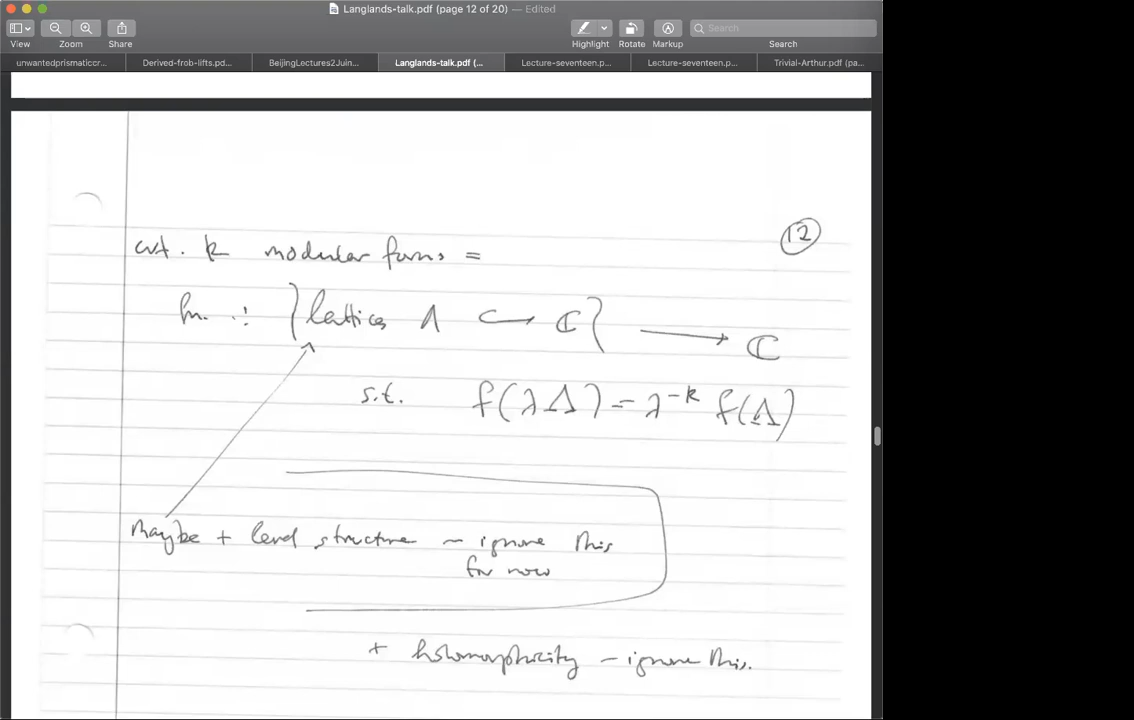 Langlands-talk.pdf (page 12 of 20) — Edited
View Zoom Share Highlight Rotate Markup Search
Search
unwantedprismaticcr... Derived-frob-lifts.pd... BeijingLectures2Juin... Langlands-talk.pdf (... Lecture-seventeen.p... Lecture-seventeen.p... Trivial-Arthur.pdf (pa...
12
wt. k modular forms =
fn. : {lattices Λ ↪ ℂ} ⟶ ℂ
s.t. f(λΛ) = λ^{-k} f(Λ)
Maybe + level structure - ignore this
for now
+ holomorphicity - ignore this.